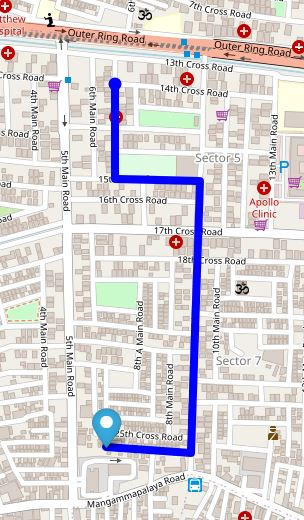 7th Cross Road
Outer Ring Road
Outer Ring Road
13th Cross Road
Cross Road
14th Cross Road
4th Main Road
6th Main Road
5th Main Road
13th Main Road
Sector 5
16th Cross Road
Apollo
Clinic
17th Cross Road
18th Cross Road
10th Main Road
4th Main Road
5th Main Road
8th A Main Road
8th Main Road
Sector 7
Cross Road
Mangammapalaya Road